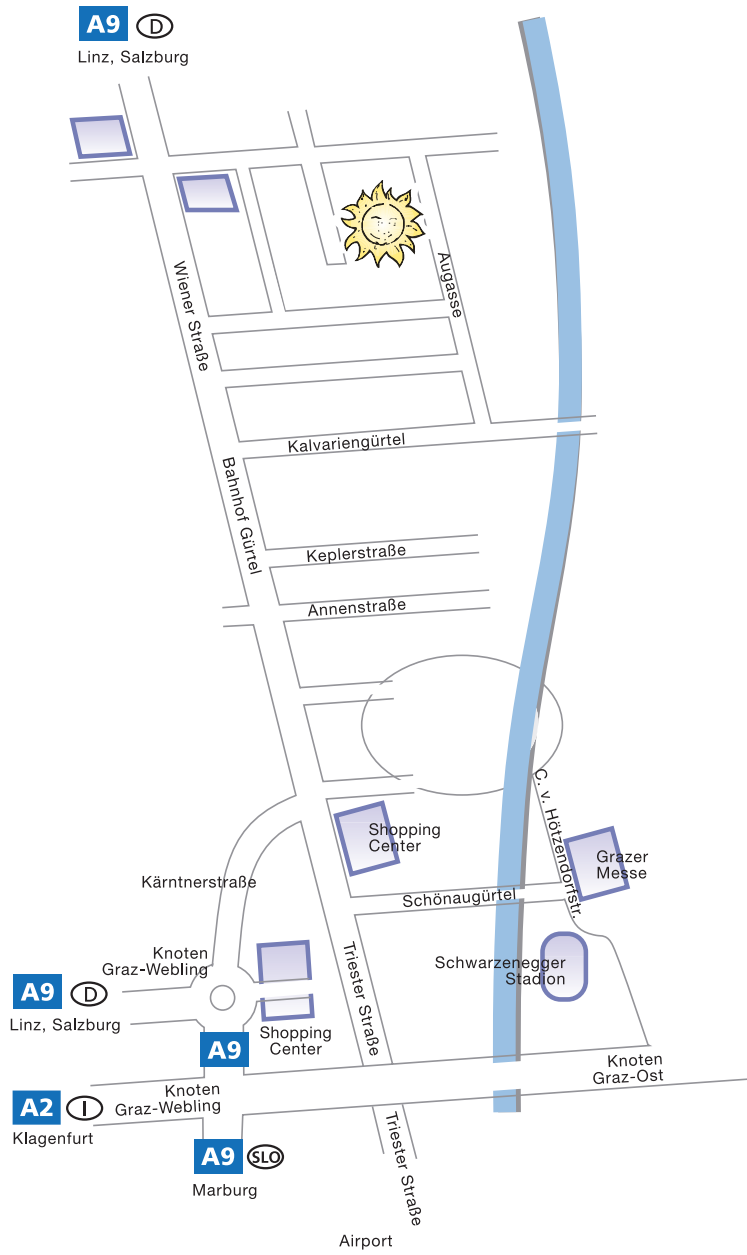 A9 D
Linz, Salzburg
Wiener Straße
Augasse
Kalvariengürtel
Bahnhof Gürtel
Keplerstraße
Annenstraße
C. v. Hötzendorfstr.
Shopping
Center
Grazer
Messe
Kärntnerstraße
Schönaugürtel
Knoten
Graz-Webling
Triester Straße
Schwarzenegger
Stadion
A9 D
Linz, Salzburg
Shopping
Center
A9
Knoten
Graz-Ost
Knoten
Graz-Webling
A2 I
Klagenfurt
Triester Straße
A9 SLO
Marburg
Airport